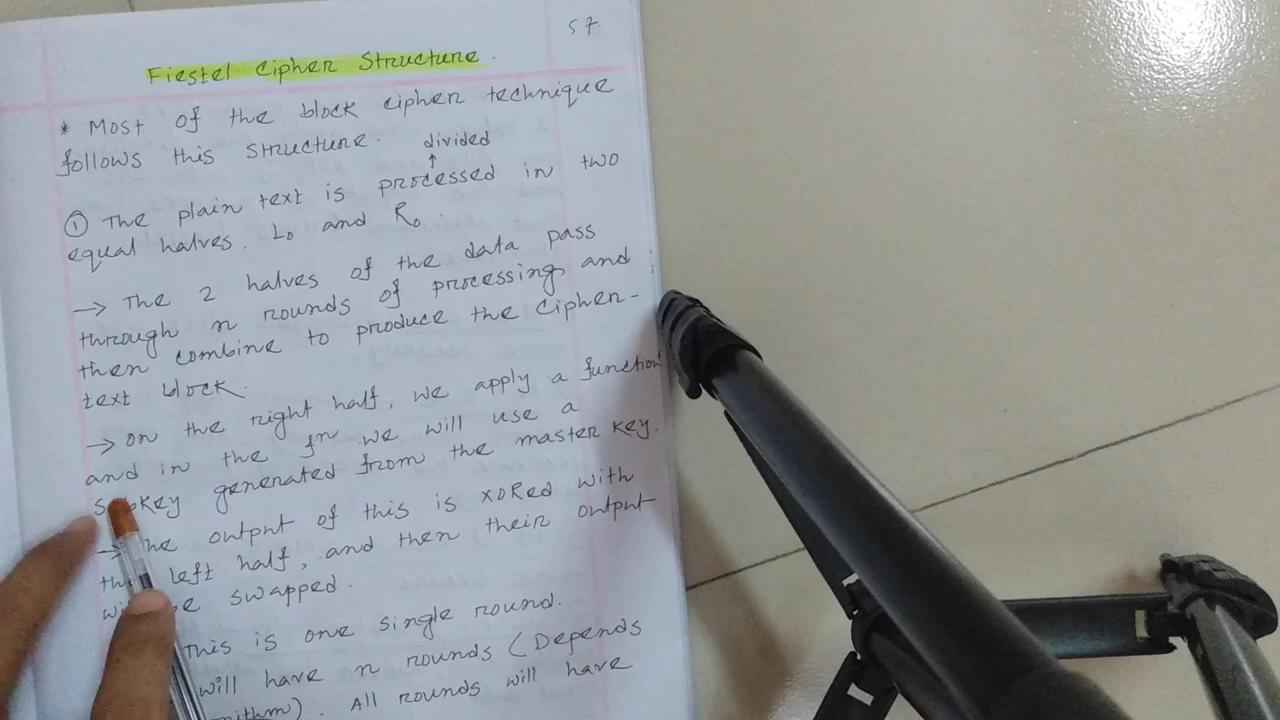 57
Fiestel Cipher Structure.
* Most of the block cipher technique
follows this structure.
divided
↑
① The plain text is processed in two
equal halves. L₀ and R₀.
→ The 2 halves of the data pass
through n rounds of processing and
then combine to produce the cipher-
text block.
→ on the right half, we apply a function
and in the fⁿ we will use a
key generated from the master key.
→ output of this is XORed with
left half, and then their output
swapped.
This is one single round.
will have n rounds (Depends
All rounds will have